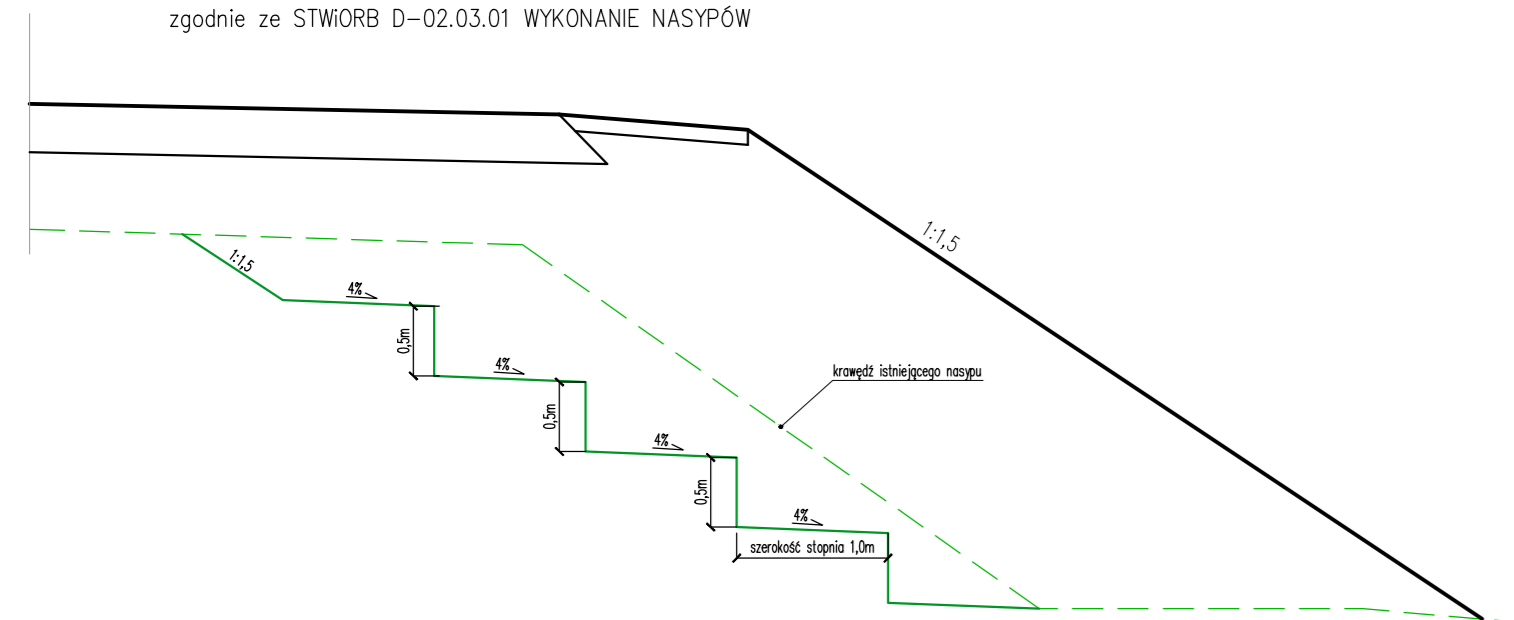 zgodnie ze STWiORB D-02.03.01 WYKONANIE NASYPÓW
1:1,5
1:1,5
4%
0,5m
4%
krawędź istniejącego nasypu
0,5m
4%
0,5m
4%
szerokość stopnia 1,0m